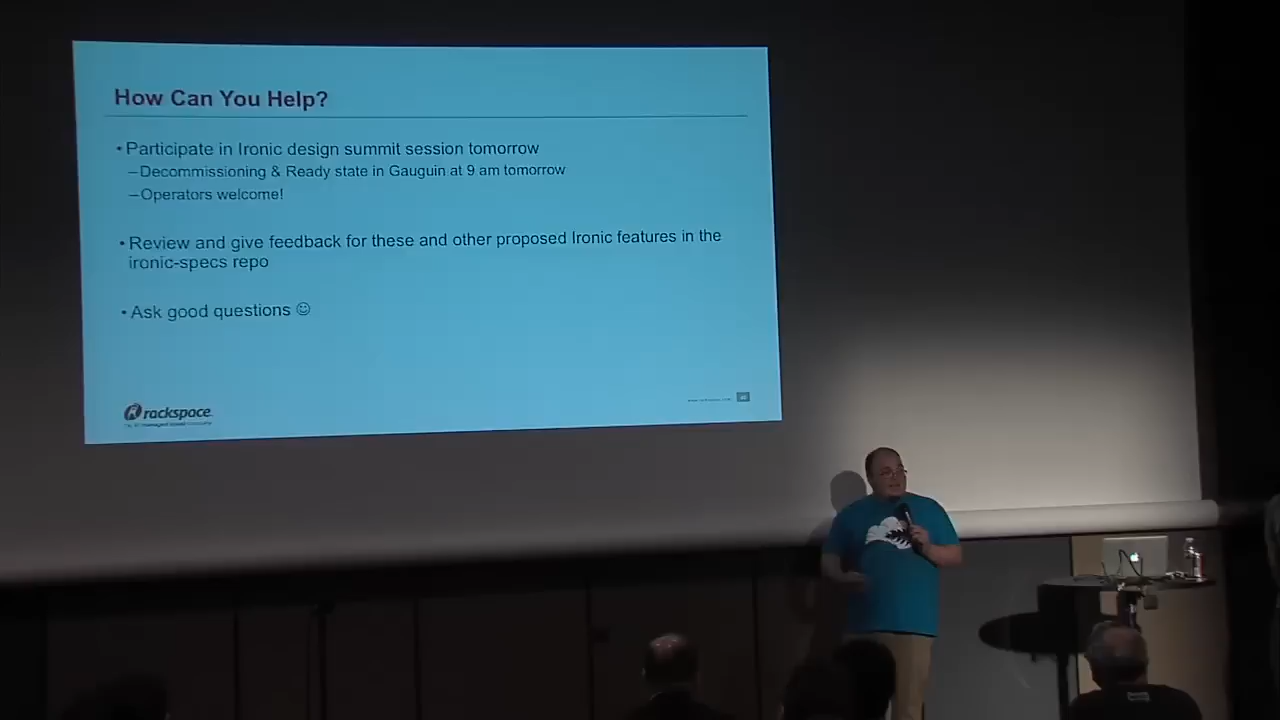 How Can You Help?
• Participate in Ironic design summit session tomorrow
–Decommissioning & Ready state in Gauguin at 9 am tomorrow
–Operators welcome!
• Review and give feedback for these and other proposed Ironic features in the
ironic-specs repo
• Ask good questions ☺
rackspace